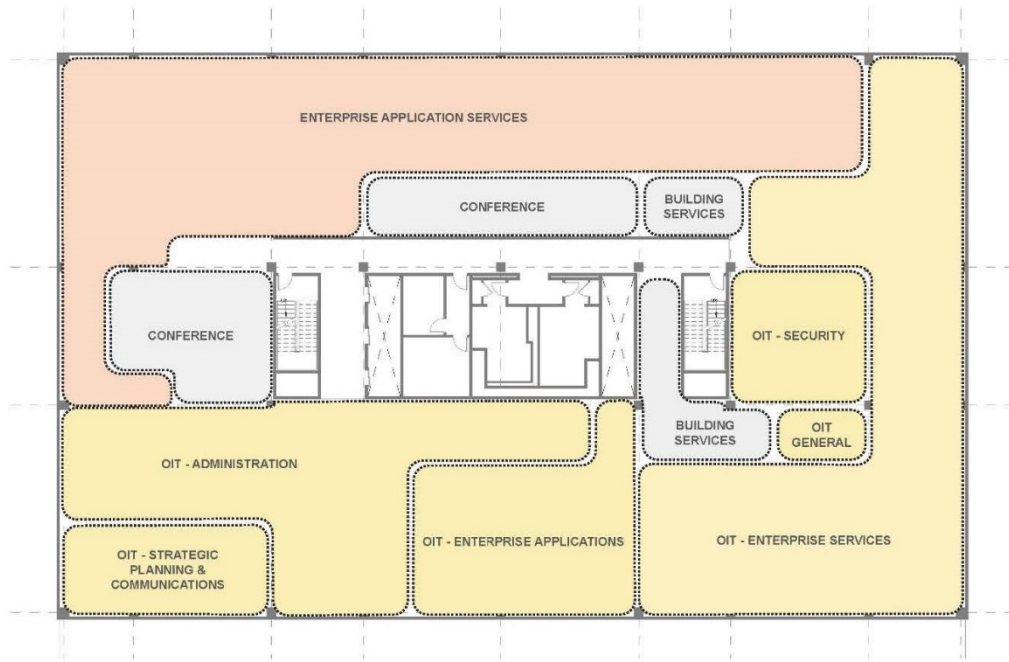 ENTERPRISE APPLICATION SERVICES
CONFERENCE
BUILDING
SERVICES
CONFERENCE
OIT - SECURITY
BUILDING
SERVICES
OIT
GENERAL
OIT - ADMINISTRATION
OIT - ENTERPRISE APPLICATIONS
OIT - ENTERPRISE SERVICES
OIT - STRATEGIC
PLANNING &
COMMUNICATIONS